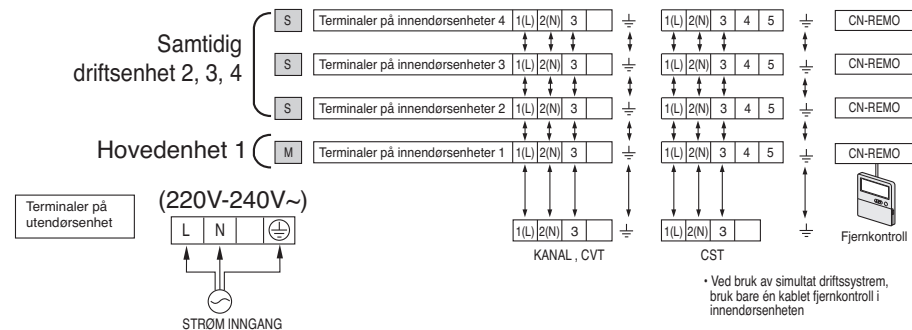 Samtidig
driftsenhet 2, 3, 4
S Terminaler på innendørsenheter 4 1(L) 2(N) 3 1(L) 2(N) 3 4 5 CN-REMO
S Terminaler på innendørsenheter 3 1(L) 2(N) 3 1(L) 2(N) 3 4 5 CN-REMO
S Terminaler på innendørsenheter 2 1(L) 2(N) 3 1(L) 2(N) 3 4 5 CN-REMO
Hovedenhet 1 M Terminaler på innendørsenheter 1 1(L) 2(N) 3 1(L) 2(N) 3 4 5 CN-REMO
Terminaler på
utendørsenhet
(220V-240V~)
L N
STRØM INNGANG
1(L) 2(N) 3
KANAL , CVT
1(L) 2(N) 3
CST
Fjernkontroll
• Ved bruk av simultat driftssystrem,
bruk bare én kablet fjernkontroll i
innendørsenheten